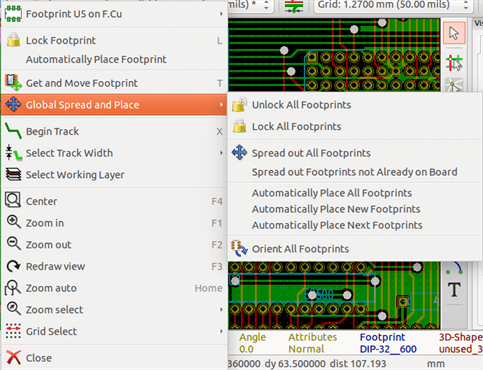 Footprint U5 on F.Cu
mils) *
Grid: 1.2700 mm (50.00 mils)
Lock Footprint L
Automatically Place Footprint
Vis
Get and Move Footprint T
Global Spread and Place
Unlock All Footprints
Begin Track X
Lock All Footprints
Select Track Width
Spread out All Footprints
Select Working Layer
Spread out Footprints not Already on Board
Center F4
Automatically Place All Footprints
Zoom in F1
Automatically Place New Footprints
Automatically Place Next Footprints
Zoom out F2
Orient All Footprints
Redraw view F3
Zoom auto Home
T
Zoom select
Grid Select
Angle Attributes Footprint 3D-Shape
0.0 Normal DIP-32__600 unused_3
Close
360000 dy 63.500000 dist 107.193 mm